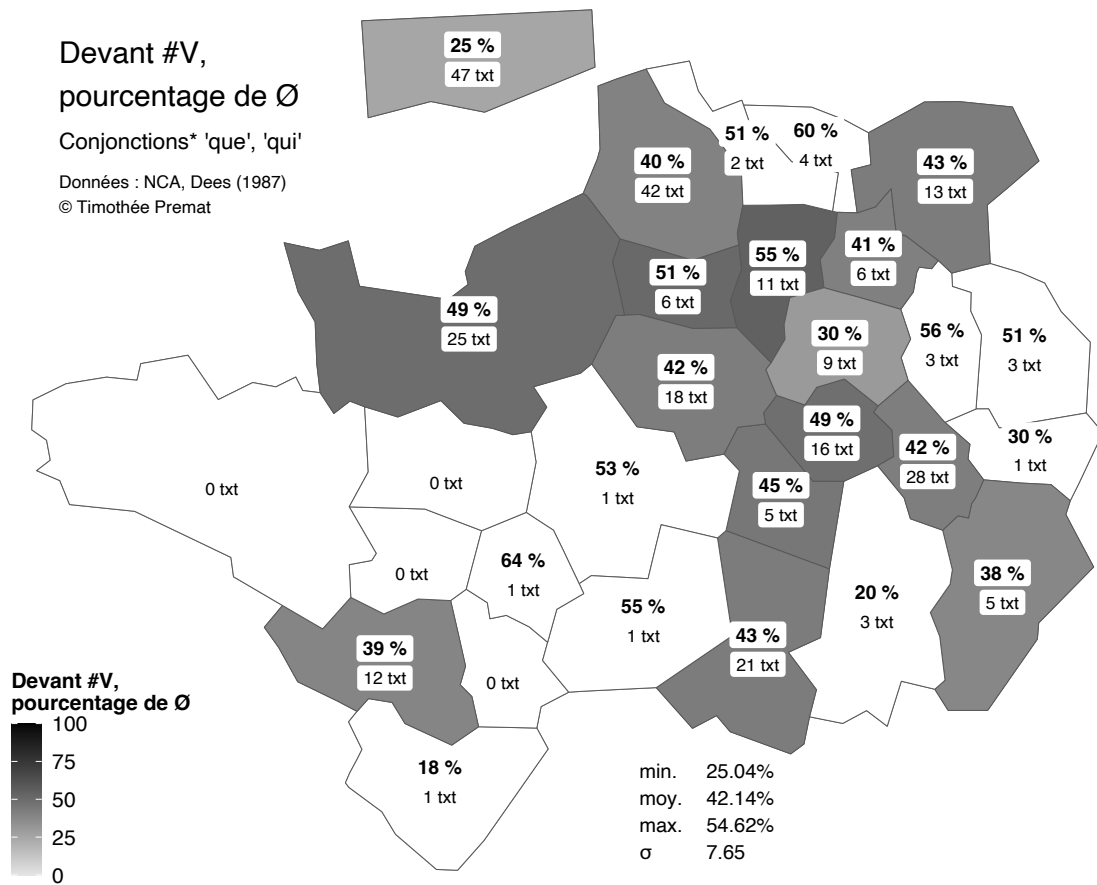 Devant #V,
pourcentage de Ø
Conjonctions* 'que', 'qui'
Données : NCA, Dees (1987)
© Timothée Premat
25 %
47 txt
51 %
2 txt
60 %
4 txt
40 %
42 txt
43 %
13 txt
41 %
6 txt
55 %
11 txt
51 %
6 txt
49 %
25 txt
30 %
9 txt
56 %
3 txt
51 %
3 txt
42 %
18 txt
49 %
16 txt
42 %
28 txt
30 %
1 txt
53 %
1 txt
45 %
5 txt
0 txt
0 txt
0 txt
64 %
1 txt
55 %
1 txt
20 %
3 txt
38 %
5 txt
43 %
21 txt
39 %
12 txt
0 txt
18 %
1 txt
Devant #V,
pourcentage de Ø
100
75
50
25
0
min. 25.04%
moy. 42.14%
max. 54.62%
σ 7.65